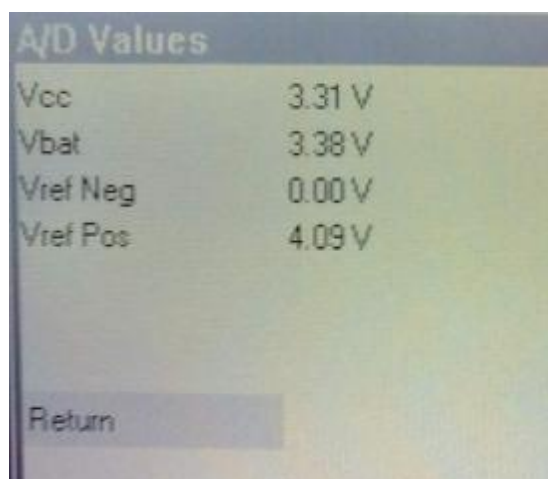 A/D Values
Vcc 3.31 V
Vbat 3.38 V
Vref Neg 0.00 V
Vref Pos 4.09 V
Return